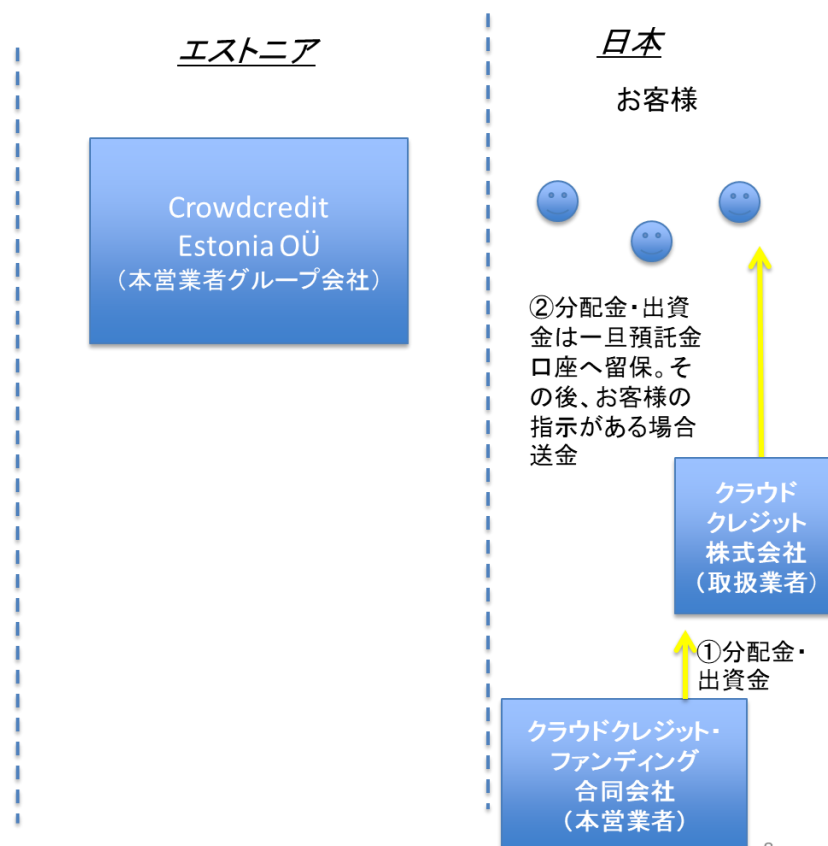 エストニア
日本
お客様
Crowdcredit
Estonia OÜ
（本営業者グループ会社）
②分配金・出資
金は一旦預託金
口座へ留保。そ
の後、お客様の
指示がある場合
送金
クラウド
クレジット
株式会社
（取扱業者）
①分配金・
出資金
クラウドクレジット・
ファンディング
合同会社
（本営業者）